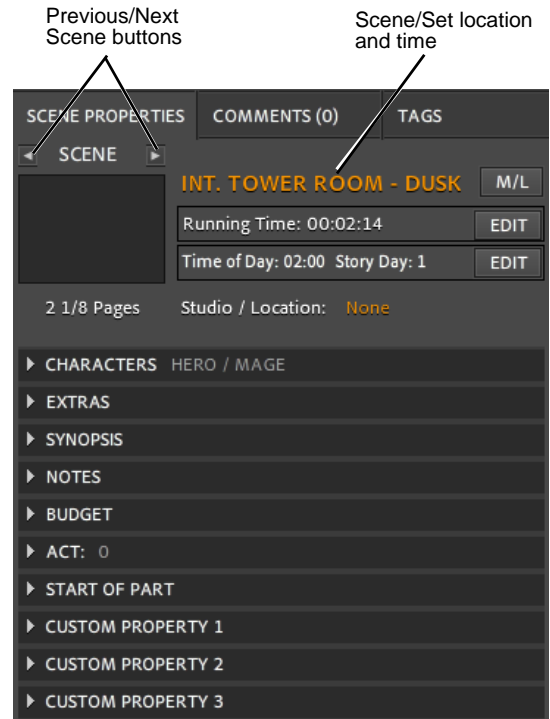 Previous/Next
Scene buttons
Scene/Set location
and time
SCENE PROPERTIES COMMENTS (0) TAGS
SCENE
INT. TOWER ROOM - DUSK M/L
Running Time: 00:02:14 EDIT
Time of Day: 02:00 Story Day: 1 EDIT
2 1/8 Pages Studio / Location: None
CHARACTERS HERO / MAGE
EXTRAS
SYNOPSIS
NOTES
BUDGET
ACT: 0
START OF PART
CUSTOM PROPERTY 1
CUSTOM PROPERTY 2
CUSTOM PROPERTY 3